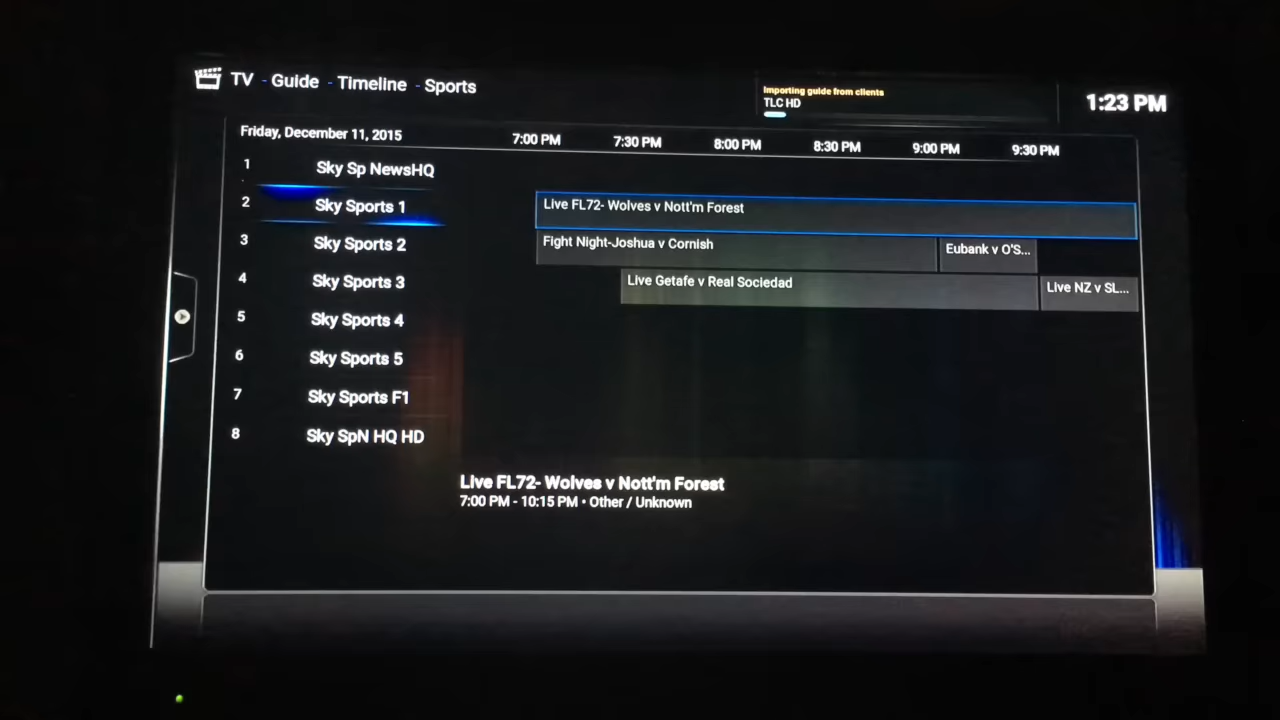 TV - Guide - Timeline - Sports
Importing guide from clients
TLC HD
1:23 PM
Friday, December 11, 2015
7:00 PM 7:30 PM 8:00 PM 8:30 PM 9:00 PM 9:30 PM
1 Sky Sp NewsHQ
2 Sky Sports 1 Live FL72- Wolves v Nott'm Forest
3 Sky Sports 2 Fight Night-Joshua v Cornish Eubank v O'S...
4 Sky Sports 3 Live Getafe v Real Sociedad Live NZ v SL...
5 Sky Sports 4
6 Sky Sports 5
7 Sky Sports F1
8 Sky SpN HQ HD
Live FL72- Wolves v Nott'm Forest
7:00 PM - 10:15 PM • Other / Unknown